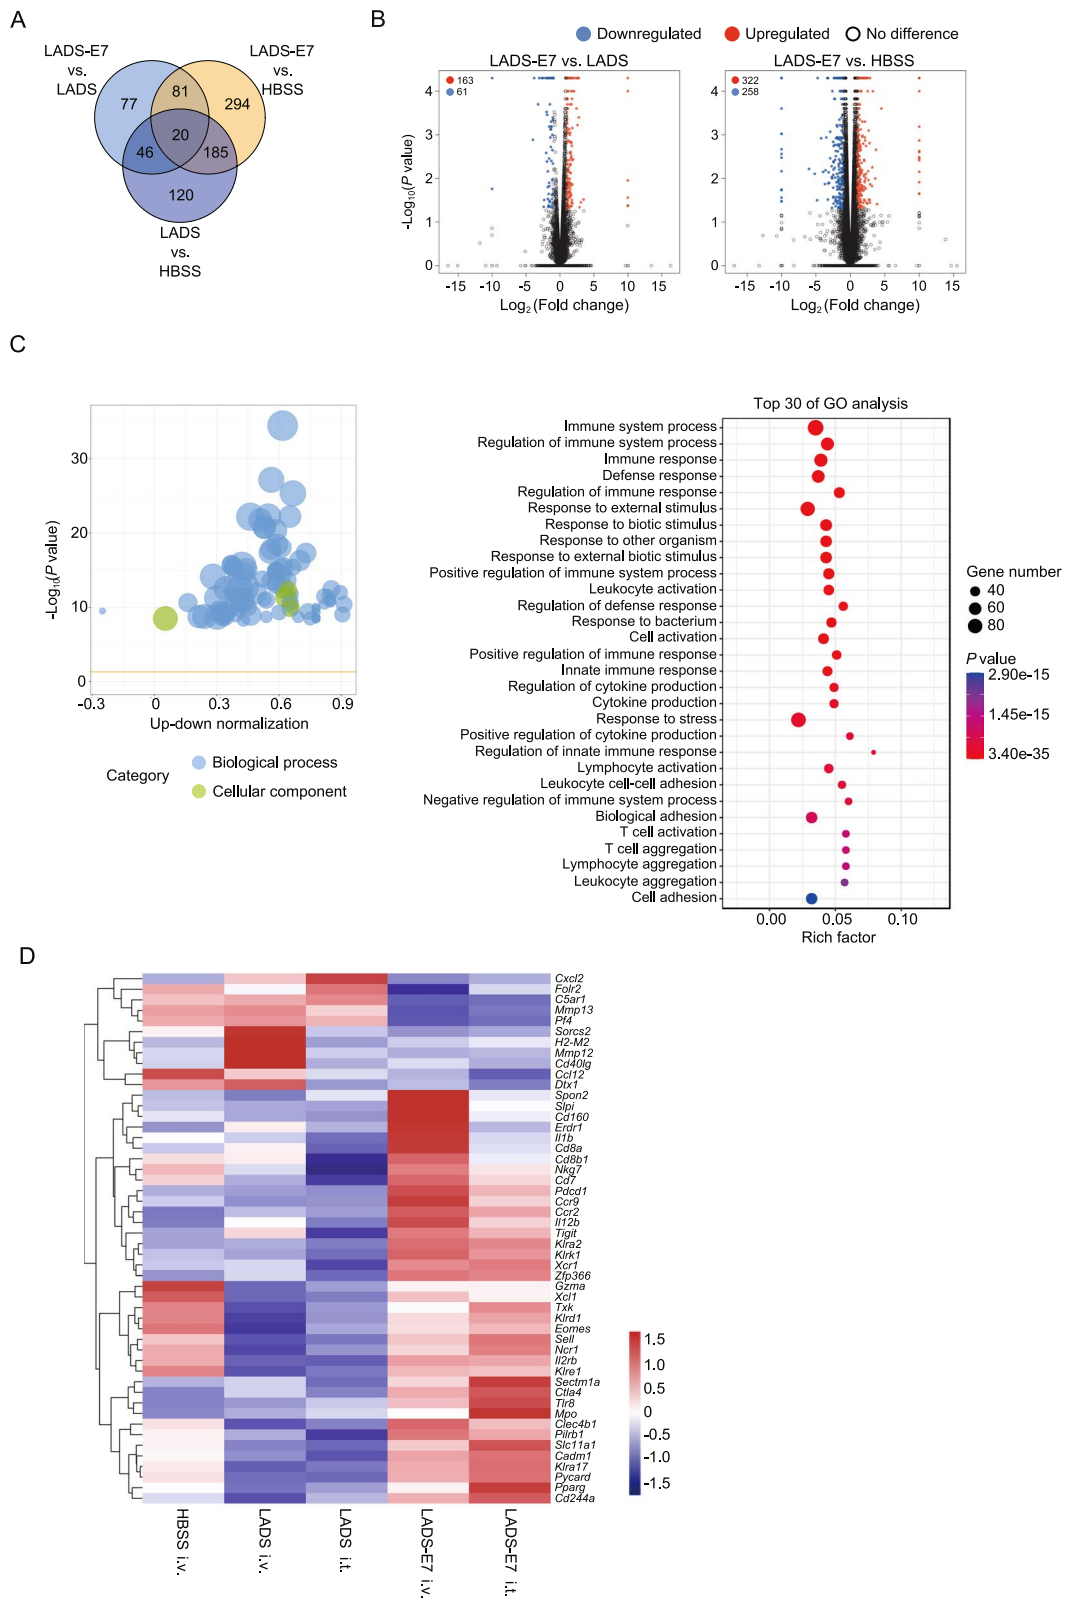 A
LADS-E7
vs.
LADS
LADS-E7
vs.
HBSS
77
81
294
20
46
185
120
LADS
vs.
HBSS
B
Downregulated
Upregulated
No difference
LADS-E7 vs. LADS
163
61
4
3
2
1
0
-Log10(P value)
-15
-10
-5
0
5
10
15
Log2 (Fold change)
LADS-E7 vs. HBSS
322
258
4
3
2
1
0
-15
-10
-5
0
5
10
15
Log2 (Fold change)
C
30
20
10
0
-Log10(P value)
-0.3
0
0.3
0.6
0.9
Up-down normalization
Category
Biological process
Cellular component
Top 30 of GO analysis
Immune system process
Regulation of immune system process
Immune response
Defense response
Regulation of immune response
Response to external stimulus
Response to biotic stimulus
Response to other organism
Response to external biotic stimulus
Positive regulation of immune system process
Leukocyte activation
Regulation of defense response
Response to bacterium
Cell activation
Positive regulation of immune response
Innate immune response
Regulation of cytokine production
Cytokine production
Response to stress
Positive regulation of cytokine production
Regulation of innate immune response
Lymphocyte activation
Leukocyte cell-cell adhesion
Negative regulation of immune system process
Biological adhesion
T cell activation
T cell aggregation
Lymphocyte aggregation
Leukocyte aggregation
Cell adhesion
0.00
0.05
0.10
Rich factor
Gene number
40
60
80
P value
2.90e-15
1.45e-15
3.40e-35
D
Cxcl2
Folr2
C5ar1
Mmp13
Pf4
Sorcs2
H2-M2
Mmp12
Cd40lg
Ccl12
Dtx1
Spon2
Slpi
Cd160
Erdr1
Il1b
Cd8a
Cd8b1
Nkg7
Cd7
Pdcd1
Ccr9
Ccr2
Il12b
Tigit
Klra2
Klrk1
Xcr1
Zfp366
Gzma
Xcl1
Txk
Klrd1
Eomes
Sell
Ncr1
Il2rb
Klre1
Sectm1a
Ctla4
Tlr8
Mpo
Clec4b1
Pilrb1
Slc11a1
Cadm1
Klra17
Pycard
Pparg
Cd244a
1.5
1.0
0.5
0
-0.5
-1.0
-1.5
HBSS i.v.
LADS i.v.
LADS i.t.
LADS-E7 i.v.
LADS-E7 i.t.